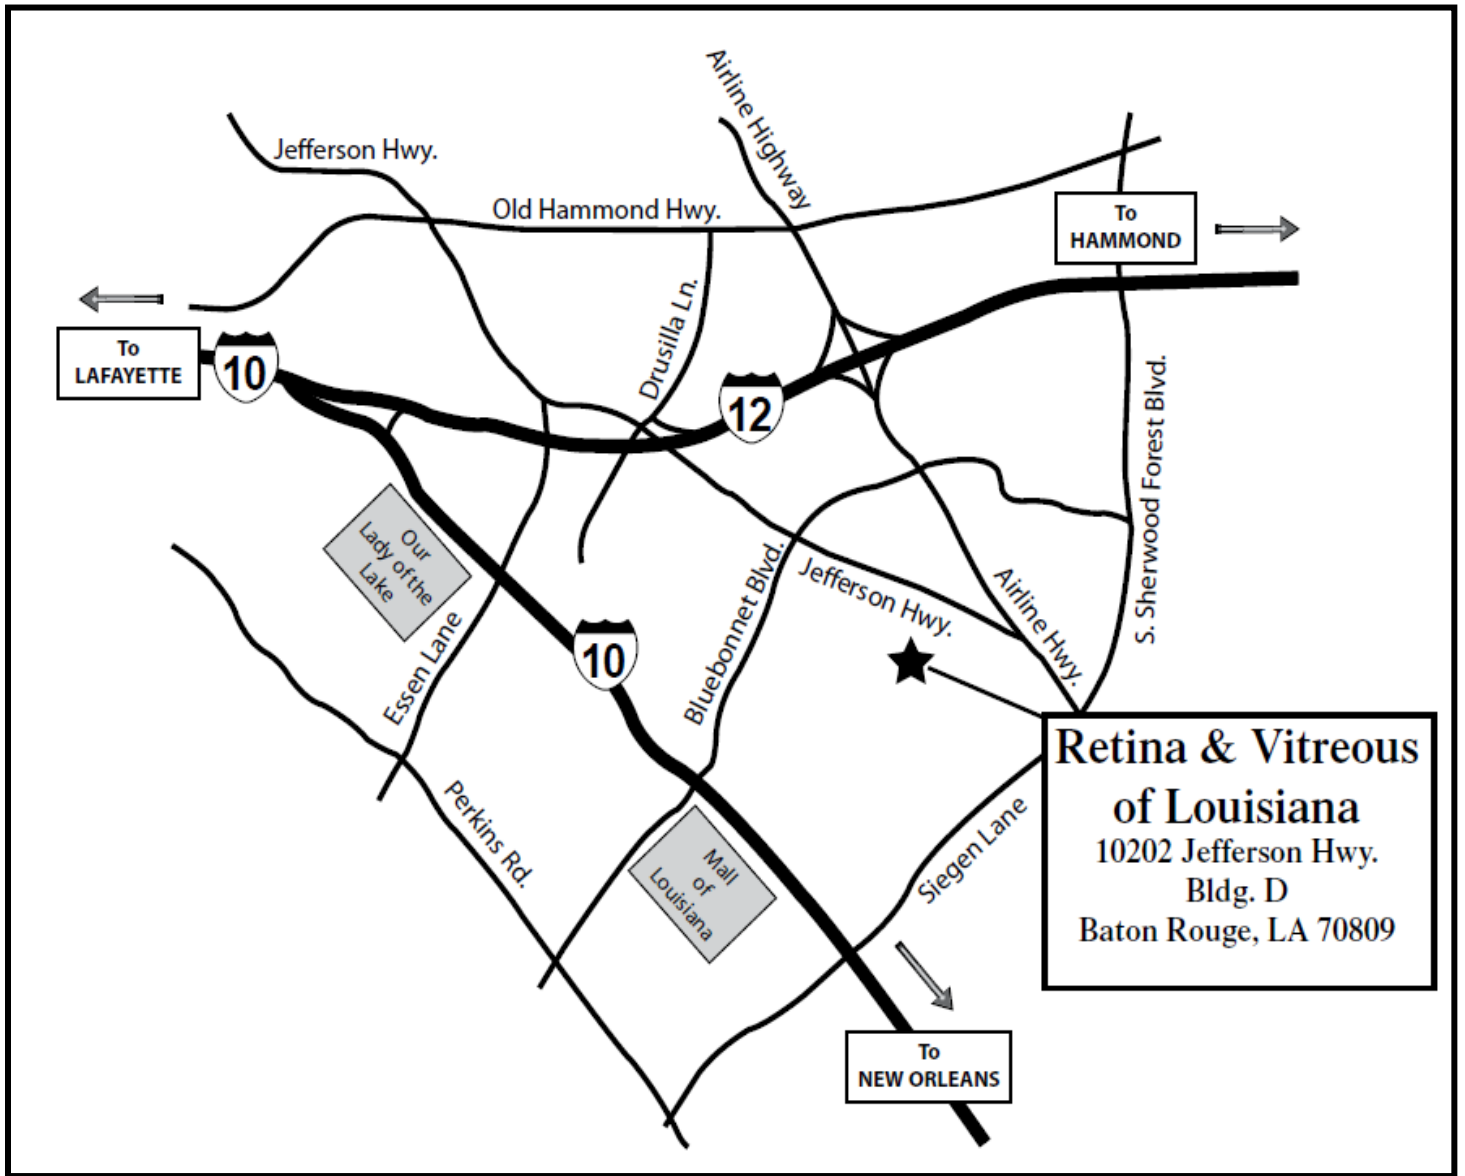 Airline Highway
Jefferson Hwy.
Old Hammond Hwy.
To
HAMMOND
Drusilla Ln.
To
LAFAYETTE
10
12
S. Sherwood Forest Blvd.
Our
Lady of the
Lake
Essen Lane
10
Bluebonnet Blvd.
Jefferson Hwy.
Airline Hwy.
Perkins Rd.
Mall
of
Louisiana
Siegen Lane
Retina & Vitreous
of Louisiana
10202 Jefferson Hwy.
Bldg. D
Baton Rouge, LA 70809
To
NEW ORLEANS